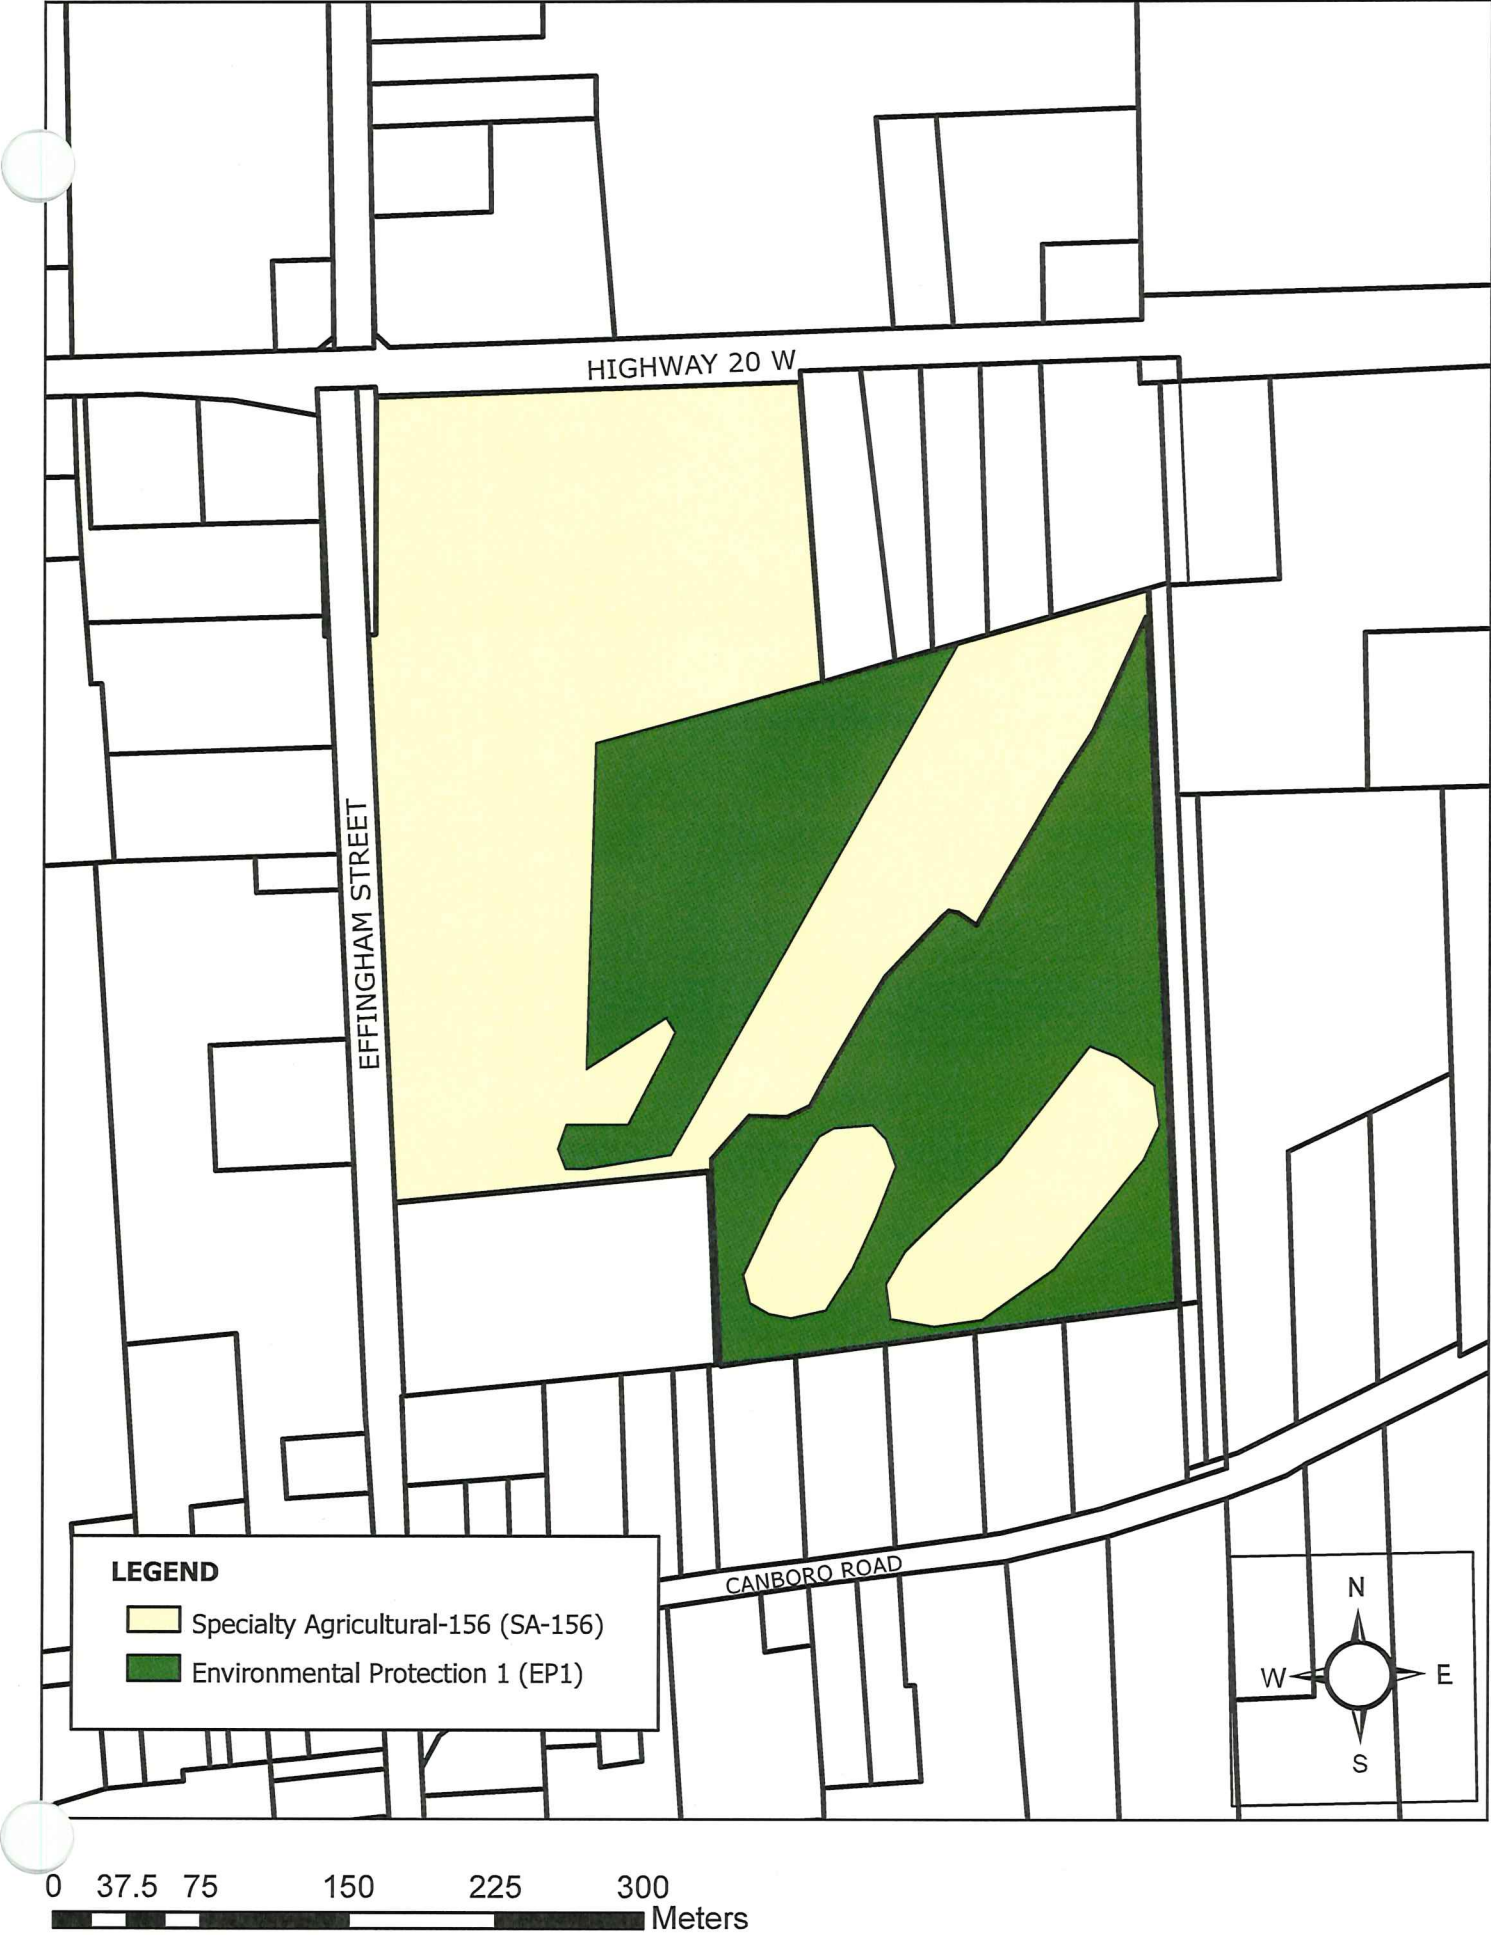 HIGHWAY 20 W
EFFINGHAM STREET
CANBORO ROAD
LEGEND
Specialty Agricultural-156 (SA-156)
Environmental Protection 1 (EP1)
N
W
E
S
0 37.5 75 150 225 300
Meters